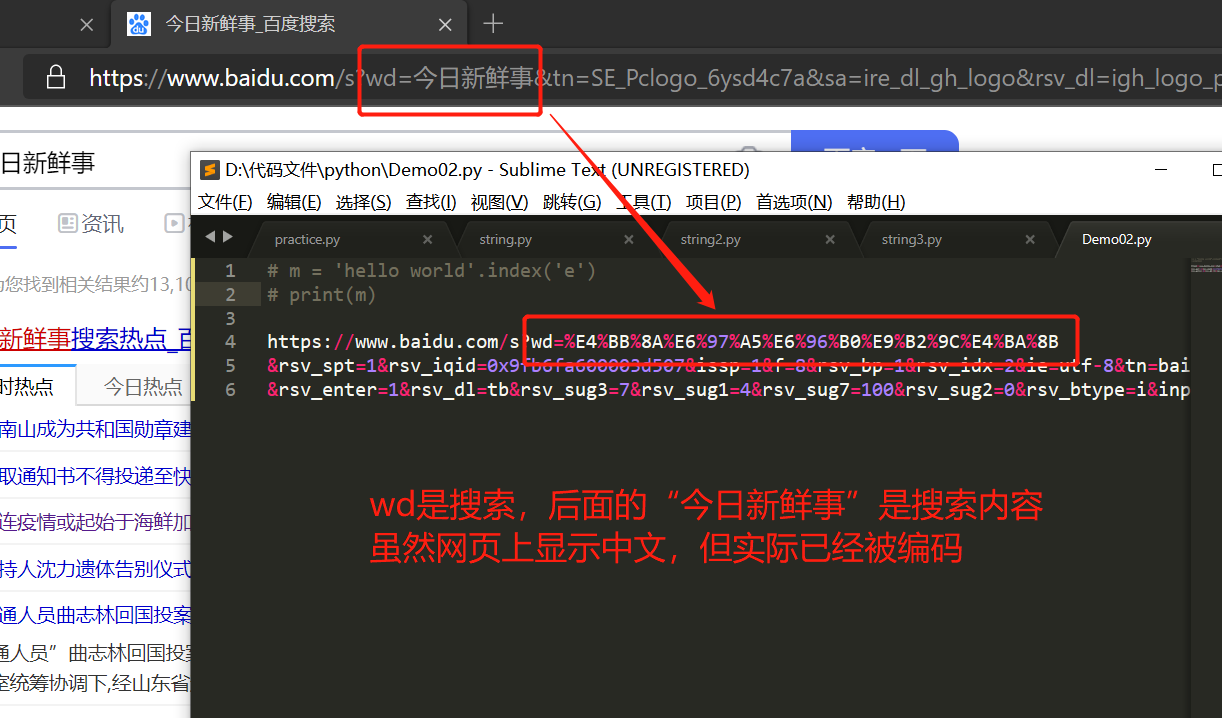 今日新鲜事_百度搜索
https://www.baidu.com/s?wd=今日新鲜事&tn=SE_Pclogo_6ysd4c7a&sa=ire_dl_gh_logo&rsv_dl=igh_logo_p
日新鲜事
D:\代码文件\python\Demo02.py - Sublime Text (UNREGISTERED)
文件(F) 编辑(E) 选择(S) 查找(I) 视图(V) 跳转(G) 工具(T) 项目(P) 首选项(N) 帮助(H)
页 资讯
practice.py string.py string2.py string3.py Demo02.py
为您找到相关结果约13,10
1 # m = 'hello world'.index('e')
2 # print(m)
3
4 https://www.baidu.com/s?wd=%E4%BB%8A%E6%97%A5%E6%96%B0%E9%B2%9C%E4%BA%8B
5 &rsv_spt=1&rsv_iqid=0x9fb6fa600003d507&issp=1&f=8&rsv_bp=1&rsv_idx=2&ie=utf-8&tn=bai
6 &rsv_enter=1&rsv_dl=tb&rsv_sug3=7&rsv_sug1=4&rsv_sug7=100&rsv_sug2=0&rsv_btype=i&inp
新鲜事搜索热点_百
时热点 今日热点
南山成为共和国勋章建
取通知书不得投递至快
连疫情或起始于海鲜加
持人沈力遗体告别仪式
通人员曲志林回国投案
通人员”曲志林回国投案
室统筹协调下,经山东省
wd是搜索，后面的“今日新鲜事”是搜索内容
虽然网页上显示中文，但实际已经被编码